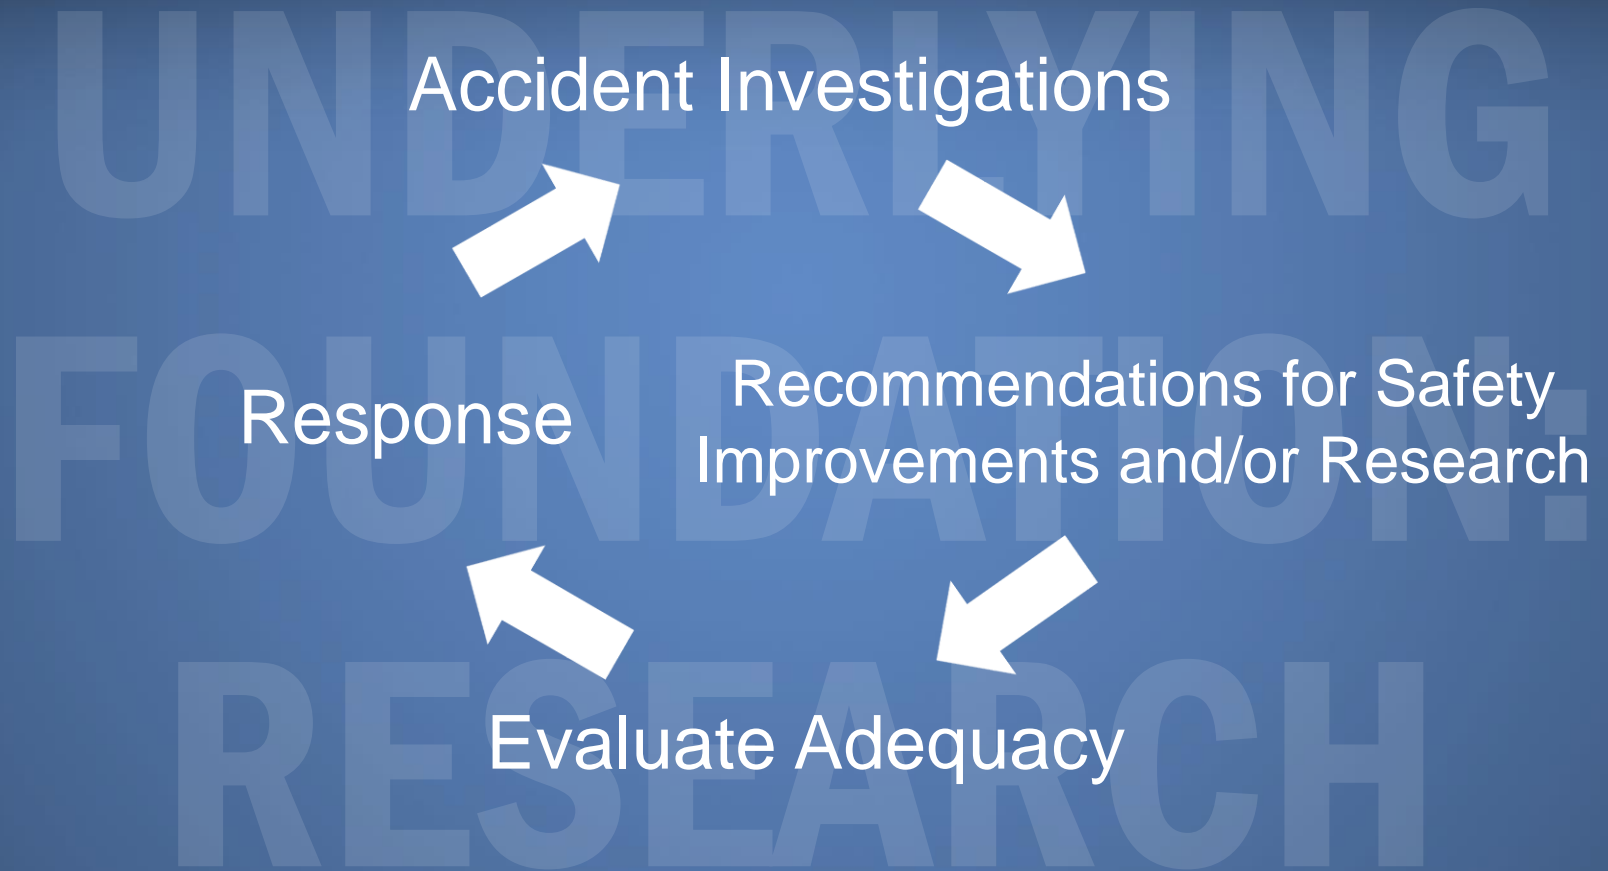 UNDERLYING
Accident Investigations
FOUNDATION:
Response
Recommendations for Safety
Improvements and/or Research
RESEARCH
Evaluate Adequacy